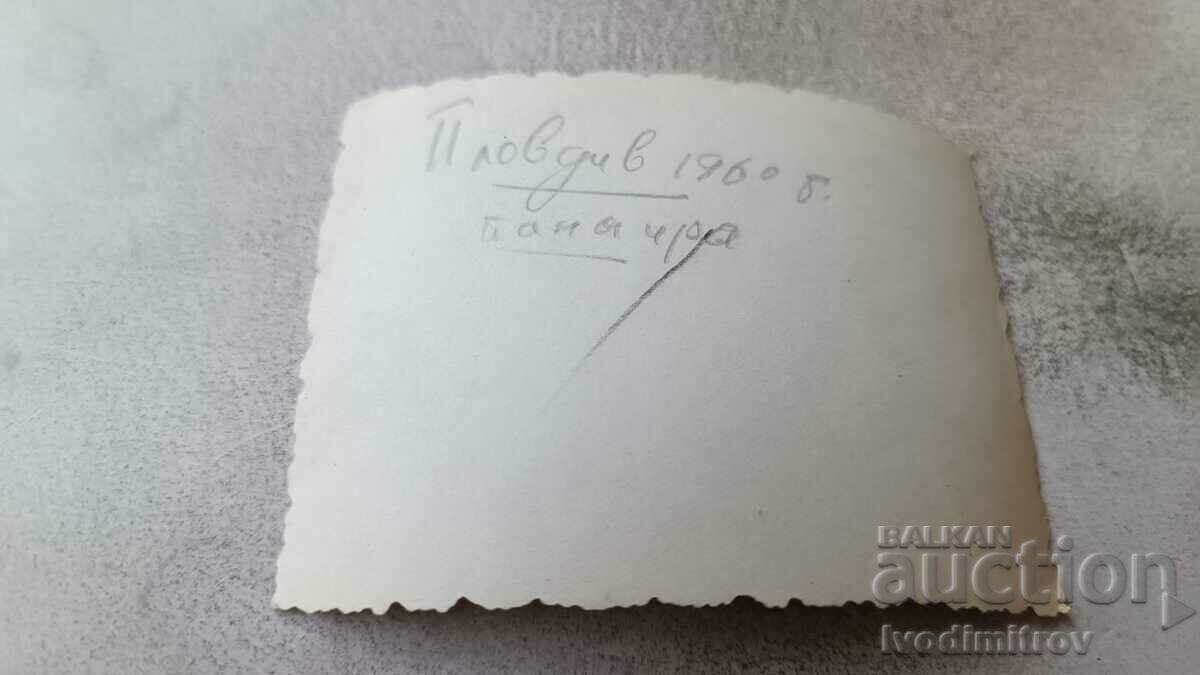 Пловдив 1960 г.
панаира
BALKAN
auction
Ivodimitrov